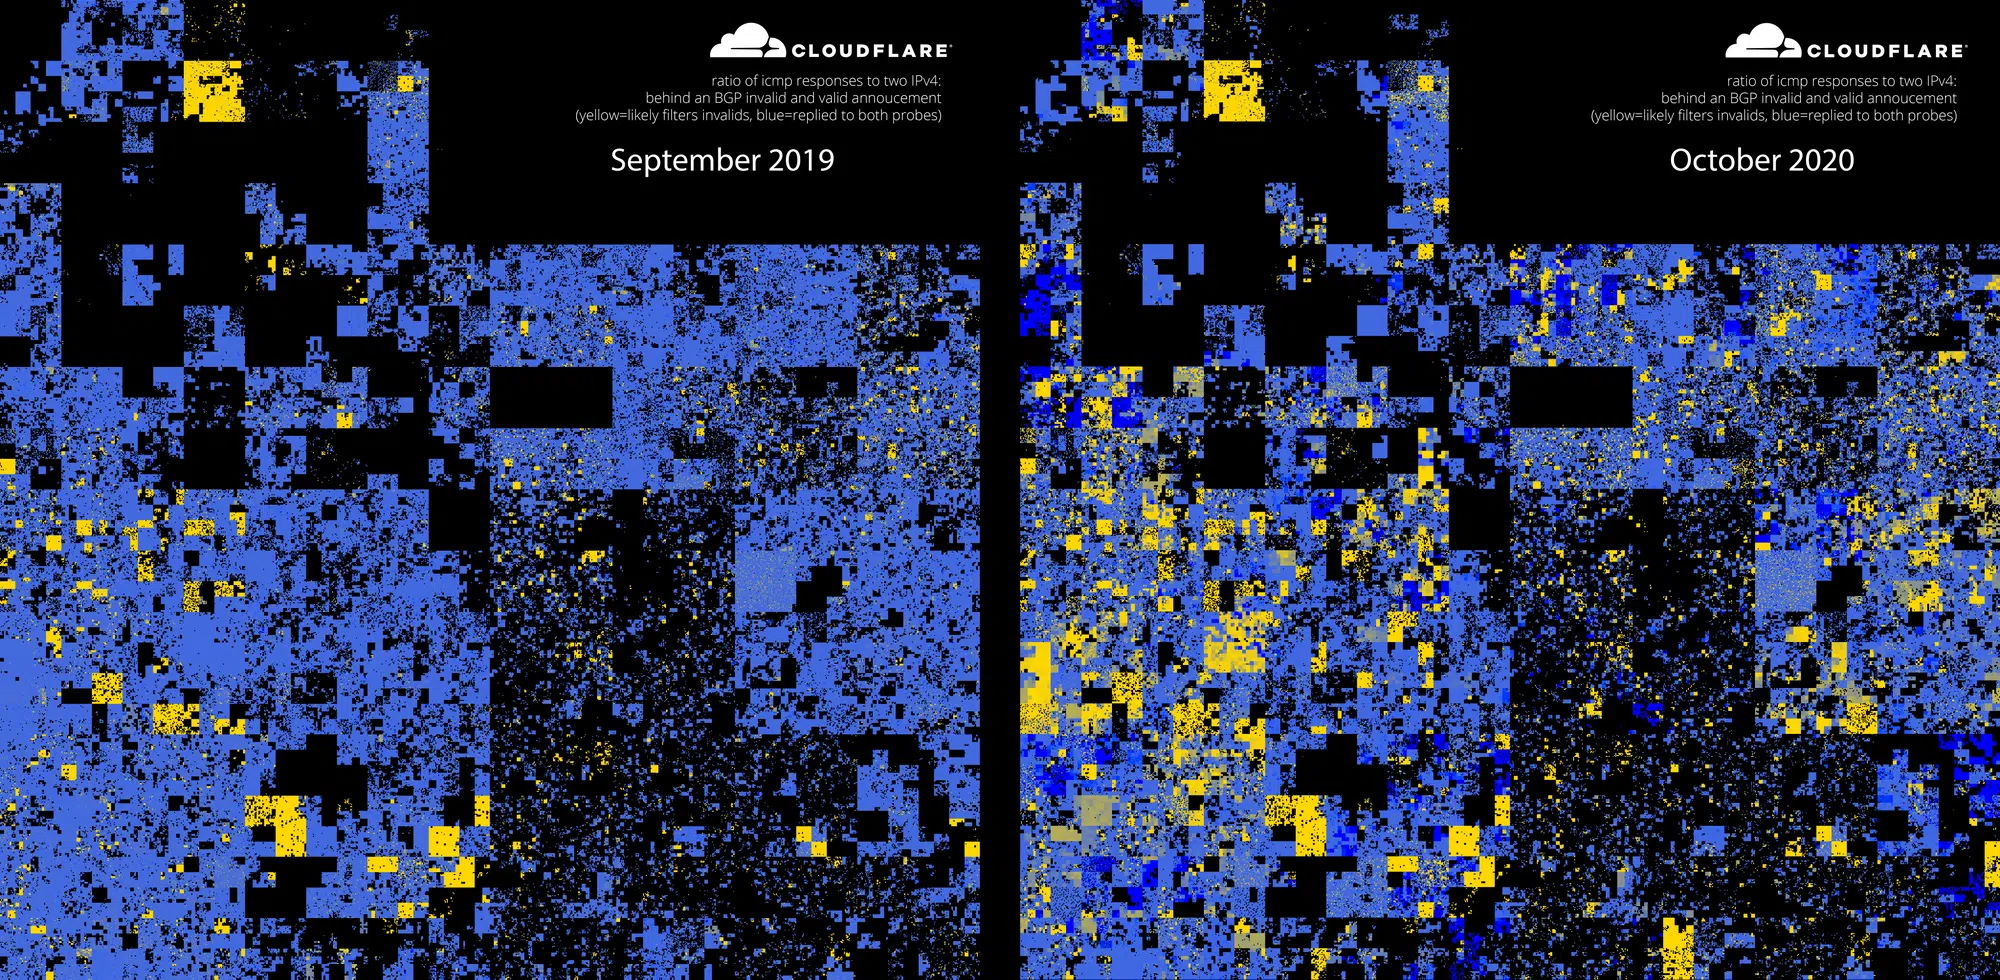 CLOUDFLARE
ratio of icmp responses to two IPv4:
behind an BGP invalid and valid annoucement
(yellow=likely filters invalids, blue=replied to both probes)
September 2019
CLOUDFLARE
ratio of icmp responses to two IPv4:
behind an BGP invalid and valid annoucement
(yellow=likely filters invalids, blue=replied to both probes)
October 2020